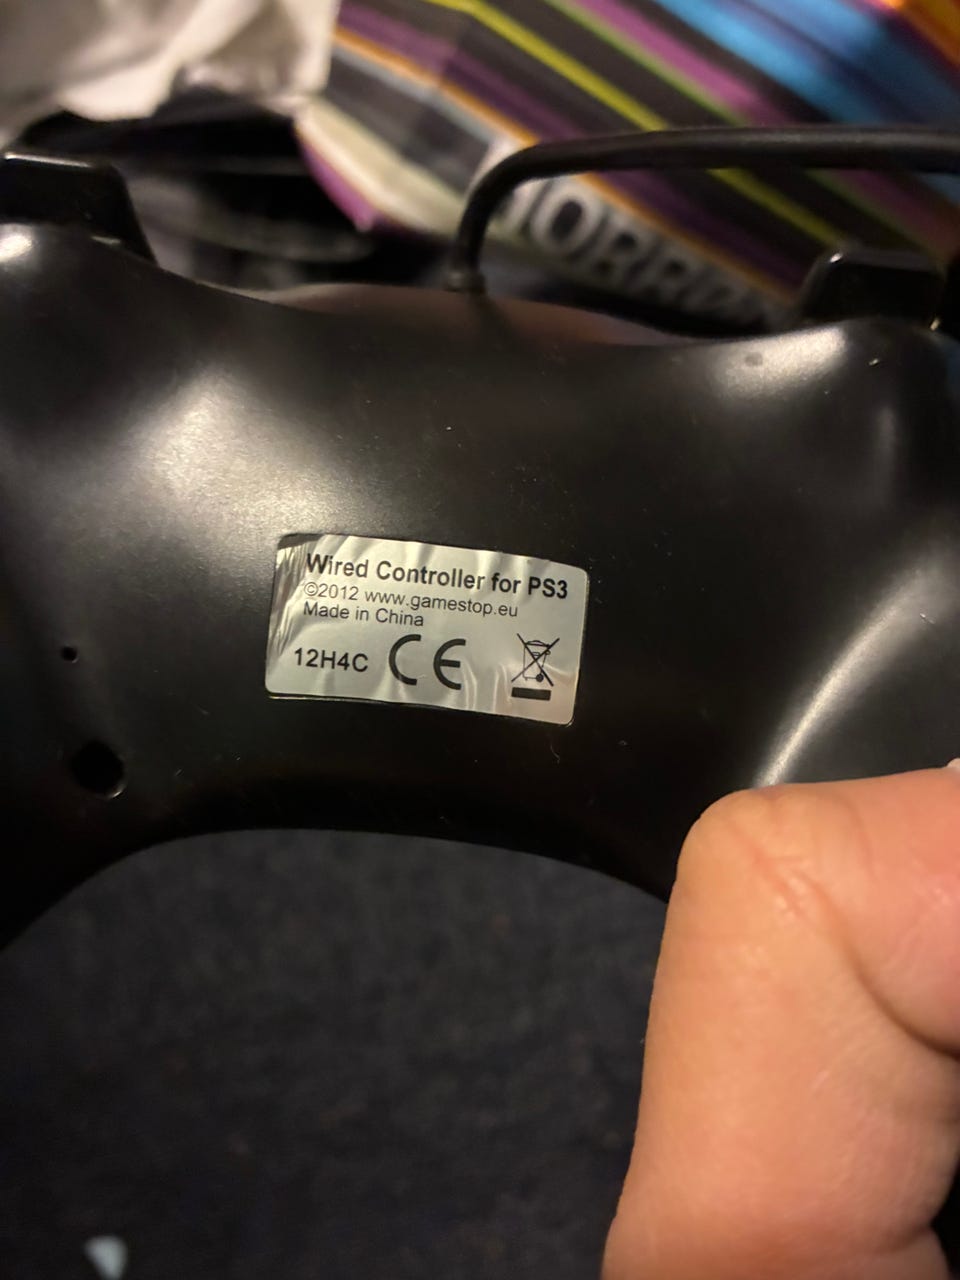 Wired Controller for PS3
©2012 www.gamestop.eu
Made in China
12H4C CE